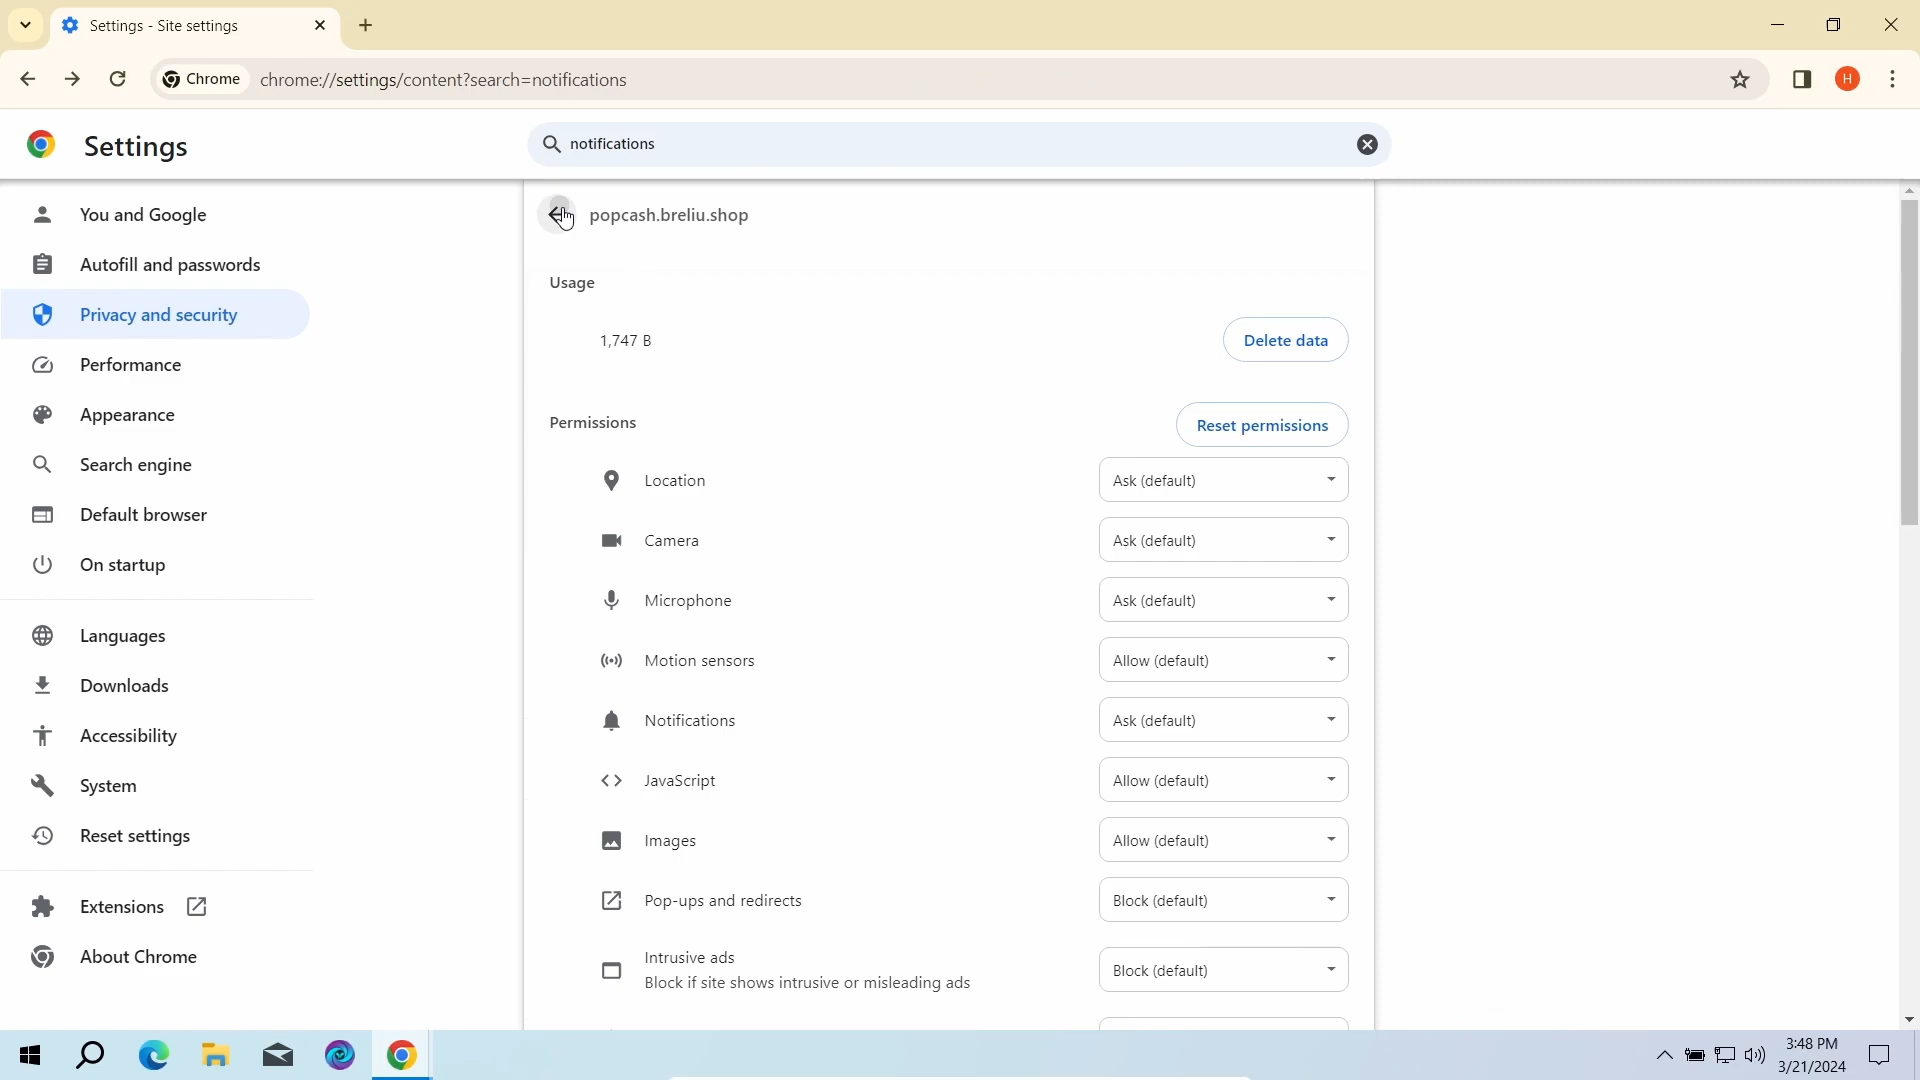 Settings - Site settings
Chrome
chrome://settings/content?search=notifications
H
Settings
notifications
You and Google
Autofill and passwords
Privacy and security
Performance
Appearance
Search engine
Default browser
On startup
Languages
Downloads
Accessibility
System
Reset settings
Extensions
About Chrome
popcash.breliu.shop
Usage
1,747 B
Delete data
Permissions
Reset permissions
Location
Ask (default)
Camera
Ask (default)
Microphone
Ask (default)
Motion sensors
Allow (default)
Notifications
Ask (default)
JavaScript
Allow (default)
Images
Allow (default)
Pop-ups and redirects
Block (default)
Intrusive ads
Block if site shows intrusive or misleading ads
Block (default)
3:48 PM
3/21/2024